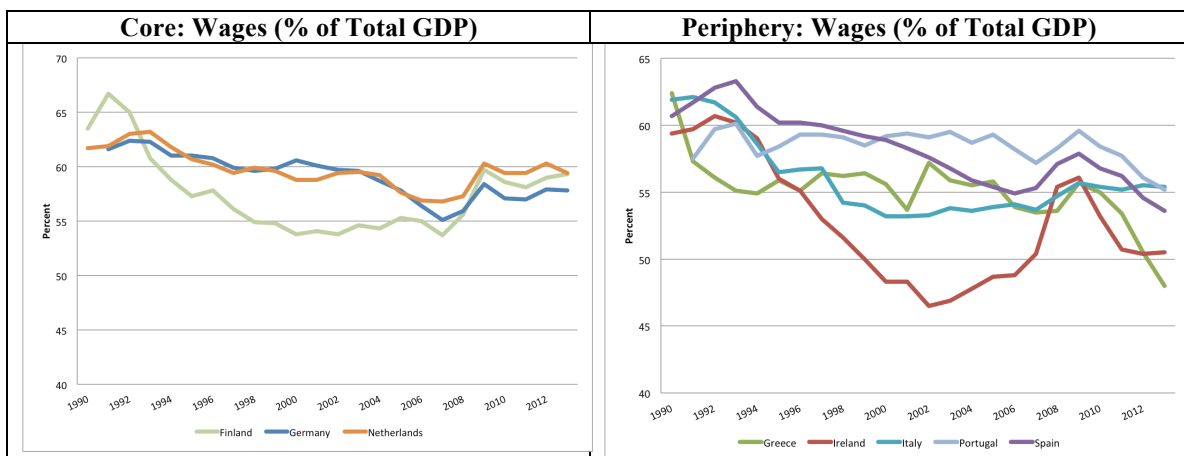 Core: Wages (% of Total GDP)
Periphery: Wages (% of Total GDP)
70
65
60
55
50
45
40
Percent
1990 1992 1994 1996 1998 2000 2002 2004 2006 2008 2010 2012
Finland Germany Netherlands
65
60
55
50
45
40
Percent
1990 1992 1994 1996 1998 2000 2002 2004 2006 2008 2010 2012
Greece Ireland Italy Portugal Spain